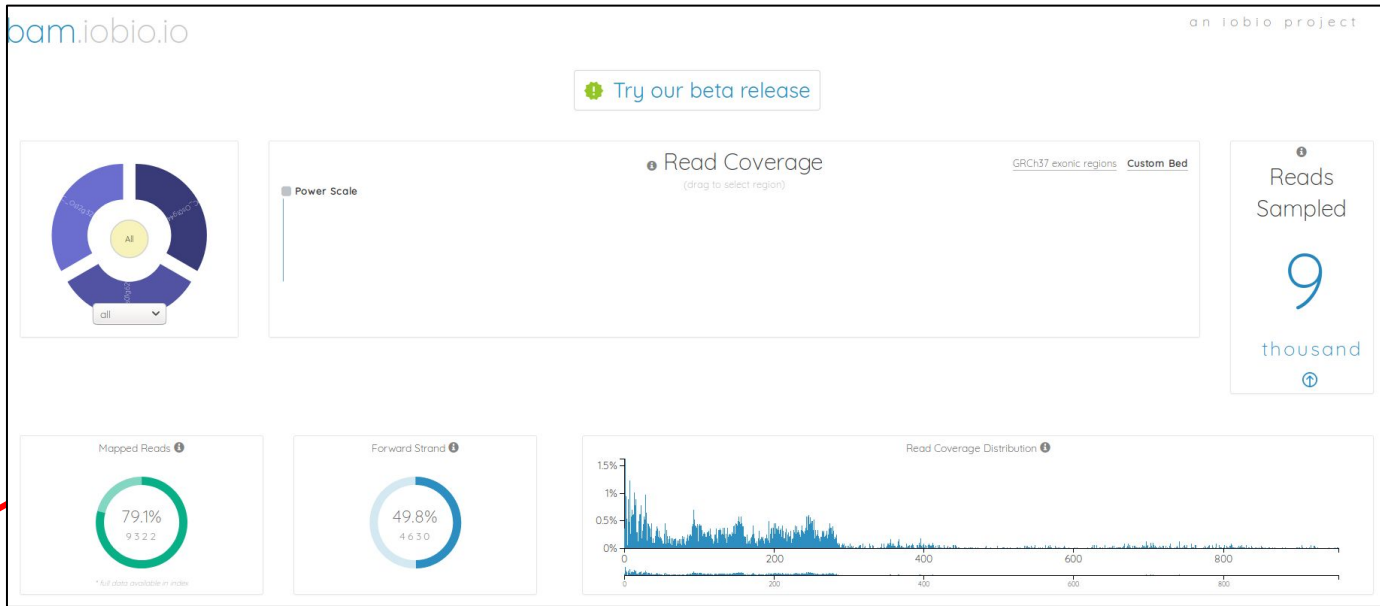 bam.iobio.io
an iobio project
Try our beta release
All
all
Read Coverage
(drag to select region)
GRCh37 exonic regions Custom Bed
Power Scale
Reads
Sampled
9
thousand
Mapped Reads
79.1%
9322
* full data available in index
Forward Strand
49.8%
4630
Read Coverage Distribution
1.5%
1%
0.5%
0%
0 200 400 600 800
0 200 400 600 800